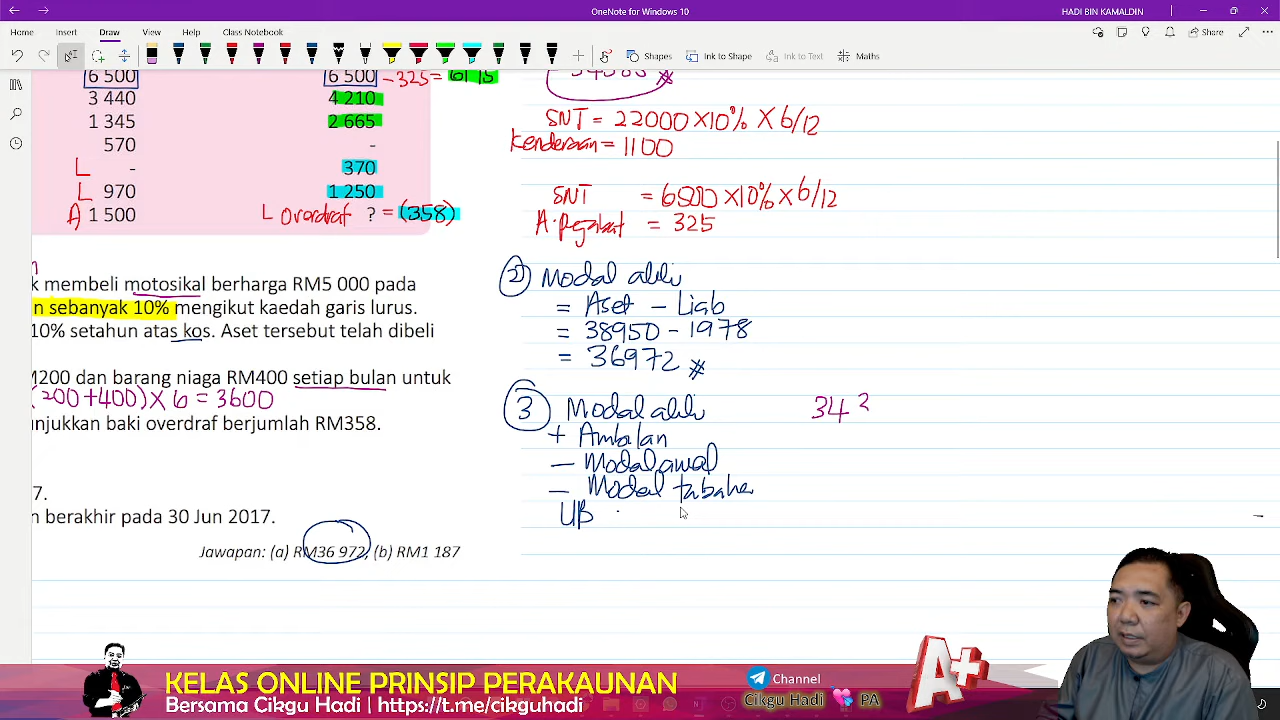 OneNote for Windows 10
HADI BIN KAMALDIN
Home Insert Draw View Help Class Notebook
Share
Shapes Ink to Shape Ink to Text Maths
6 500 6 500 - 325 = 6175
3 440 4 210
1 345 2 665
570 -
L - 370
L 970 1 250
A 1 500 L overdraf ? = (358)
k membeli motosikal berharga RM5 000 pada
n sebanyak 10% mengikut kaedah garis lurus.
10% setahun atas kos. Aset tersebut telah dibeli
M200 dan barang niaga RM400 setiap bulan untuk
(200+400) X 6 = 3600
unjukkan baki overdraf berjumlah RM358.
7.
n berakhir pada 30 Jun 2017.
Jawapan: (a) RM36 972, (b) RM1 187
SNT = 22000 X10% X 6/12
Kenderaan = 1100
SNT = 6500 X10% X 6/12
= 325
2 Modal akhir
= Aset - Liab
= 38950 - 1978
= 36972
3 Modal akhir 34 2
+ Ambilan
- Modal awal
- Modal
UB
KELAS ONLINE PRINSIP PERAKAUNAN
Bersama Cikgu Hadi | https://t.me/cikguhadi
A+
Channel
Cikgu Hadi PA